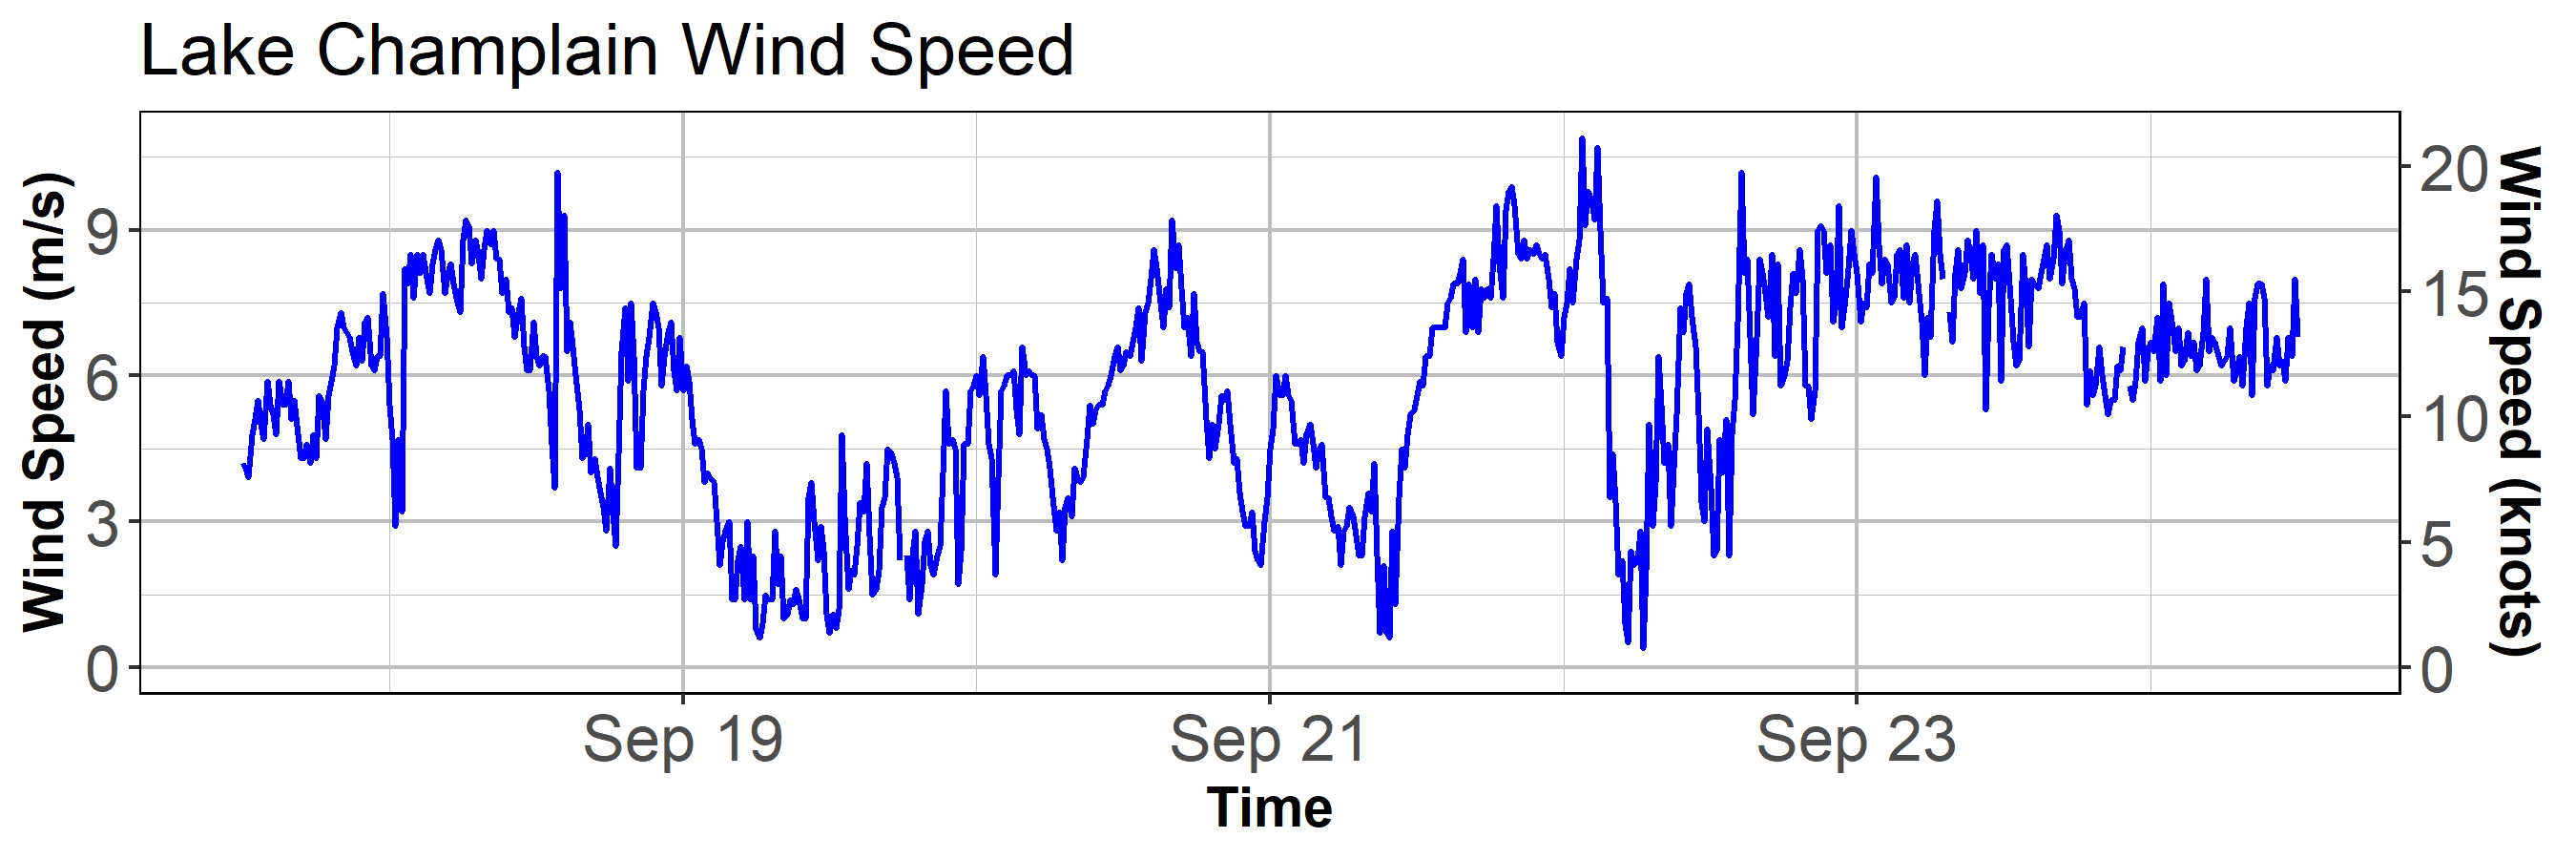 Lake Champlain Wind Speed
Wind Speed (m/s)
9
6
3
0
20
15
10
5
0
Wind Speed (knots)
Sep 19
Sep 21
Sep 23
Time